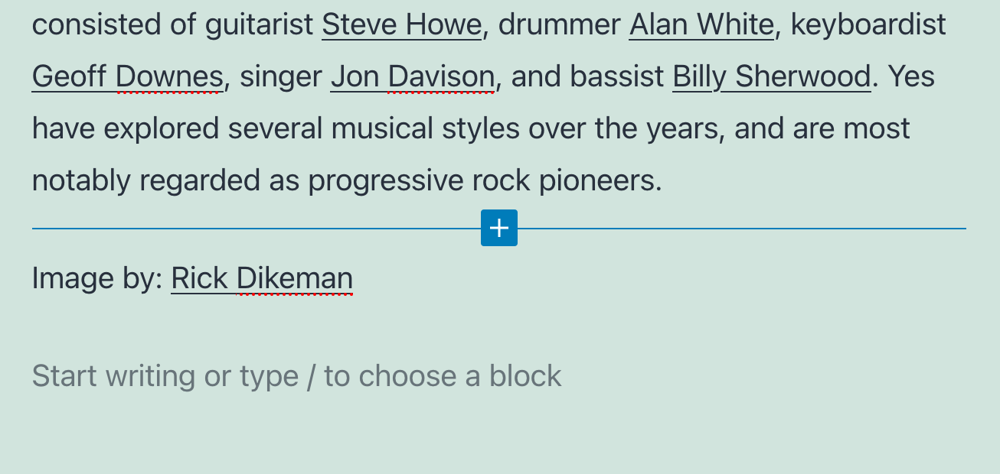 consisted of guitarist Steve Howe, drummer Alan White, keyboardist
Geoff Downes, singer Jon Davison, and bassist Billy Sherwood. Yes
have explored several musical styles over the years, and are most
notably regarded as progressive rock pioneers.
Image by: Rick Dikeman
Start writing or type / to choose a block